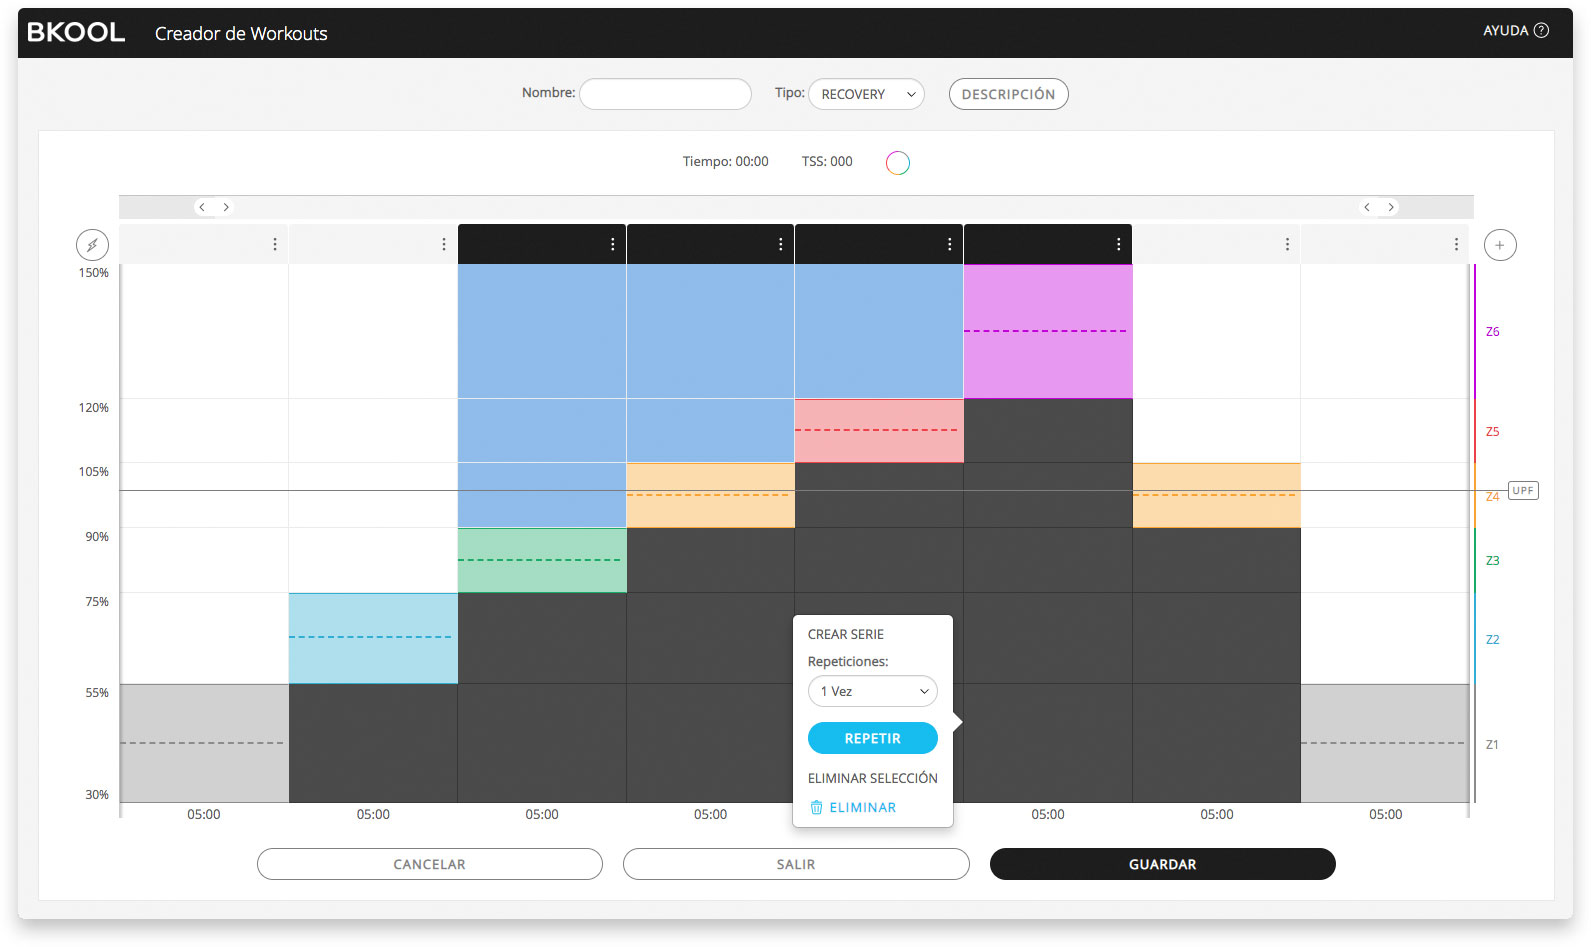 BKOOL Creador de Workouts AYUDA ?
Nombre: Tipo: RECOVERY DESCRIPCIÓN
Tiempo: 00:00 TSS: 000
150%
120%
105%
90%
75%
55%
30%
Z6
Z5
Z4 UPF
Z3
Z2
Z1
CREAR SERIE
Repeticiones:
1 Vez
REPETIR
ELIMINAR SELECCIÓN
ELIMINAR
05:00 05:00 05:00 05:00 05:00 05:00 05:00
CANCELAR SALIR GUARDAR